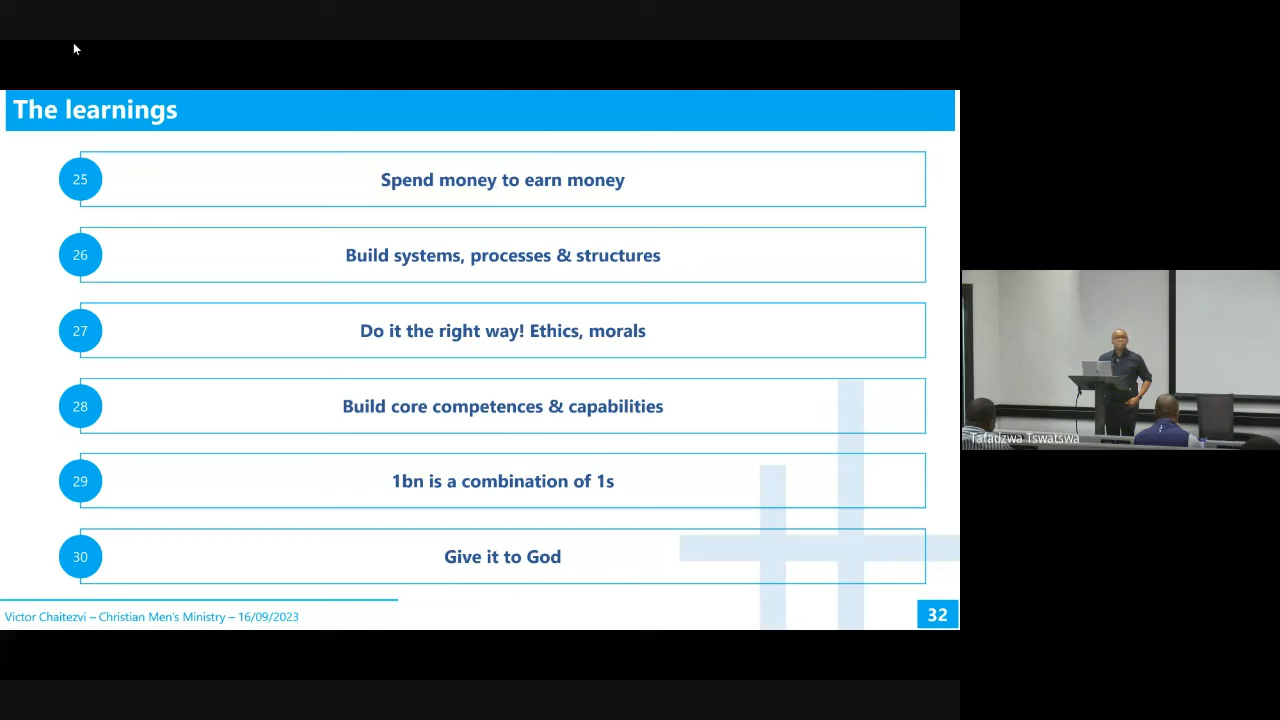 The learnings
25
Spend money to earn money
26
Build systems, processes & structures
27
Do it the right way! Ethics, morals
28
Build core competences & capabilities
29
1bn is a combination of 1s
30
Give it to God
Victor Chaitezvi – Christian Men's Ministry – 16/09/2023
32
Tafadzwa Tswatswa